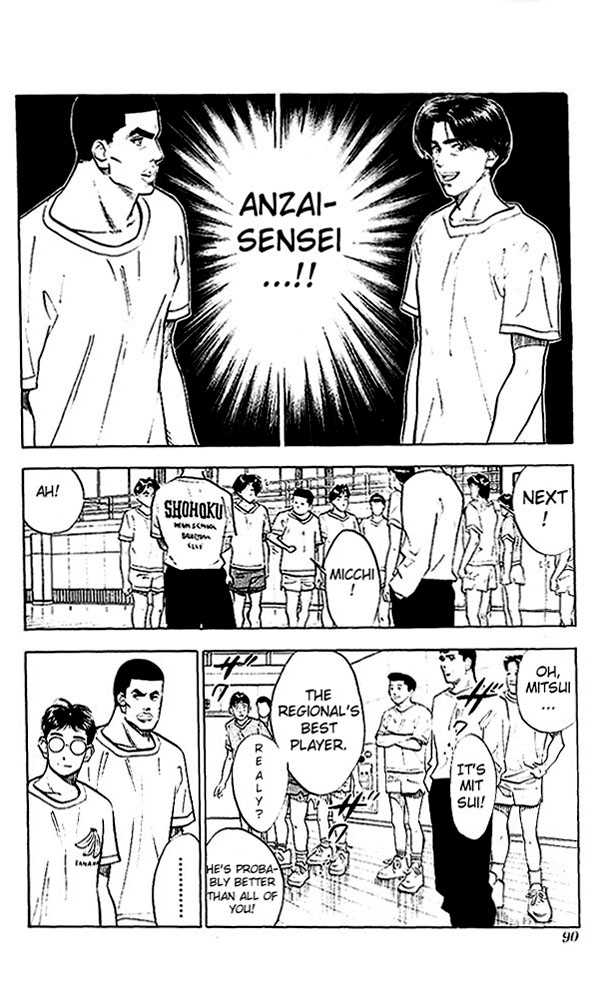 ANZAI-
SENSEI
...!!
NEXT
!
MICCHI
!
AH!
SHOHOKU
OH,
MITSUI
...
IT'S
MIT
SUI!
THE
REGIONAL'S
BEST
PLAYER.
REALY?
HE'S PROBA-
BLY BETTER
THAN ALL OF
YOU!
.........
90